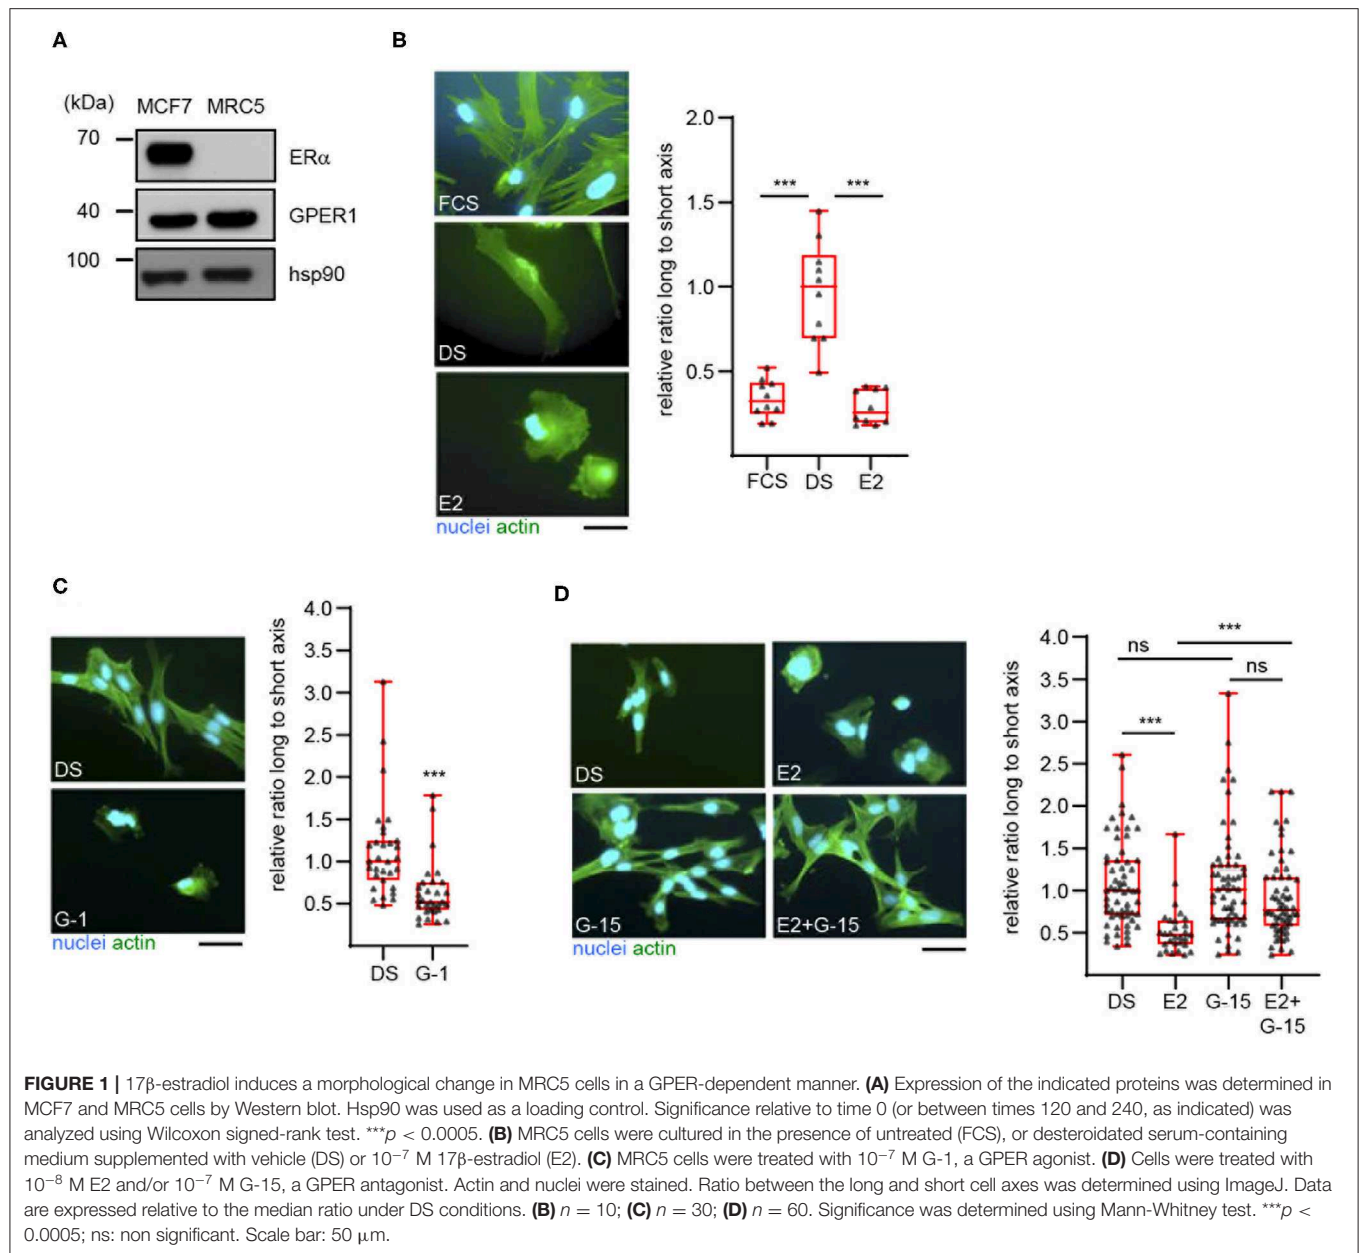 A
(kDa)
MCF7 MRC5
70
ERα
40
GPER1
100
hsp90
B
FCS
DS
E2
nuclei actin
relative ratio long to short axis
2.0
1.5
1.0
0.5
***
***
FCS
DS
E2
C
DS
G-1
nuclei actin
relative ratio long to short axis
4.0
3.0
2.5
2.0
1.5
1.0
0.5
***
DS
G-1
D
DS
E2
G-15
E2+G-15
nuclei actin
relative ratio long to short axis
4.0
3.5
3.0
2.5
2.0
1.5
1.0
0.5
***
ns
ns
***
DS
E2
G-15
E2+
G-15
FIGURE 1 | 17β-estradiol induces a morphological change in MRC5 cells in a GPER-dependent manner. (A) Expression of the indicated proteins was determined in
MCF7 and MRC5 cells by Western blot. Hsp90 was used as a loading control. Significance relative to time 0 (or between times 120 and 240, as indicated) was
analyzed using Wilcoxon signed-rank test. ***p < 0.0005. (B) MRC5 cells were cultured in the presence of untreated (FCS), or desteroidated serum-containing
medium supplemented with vehicle (DS) or 10⁻⁷ M 17β-estradiol (E2). (C) MRC5 cells were treated with 10⁻⁷ M G-1, a GPER agonist. (D) Cells were treated with
10⁻⁸ M E2 and/or 10⁻⁷ M G-15, a GPER antagonist. Actin and nuclei were stained. Ratio between the long and short cell axes was determined using ImageJ. Data
are expressed relative to the median ratio under DS conditions. (B) n = 10; (C) n = 30; (D) n = 60. Significance was determined using Mann-Whitney test. ***p <
0.0005; ns: non significant. Scale bar: 50 μm.